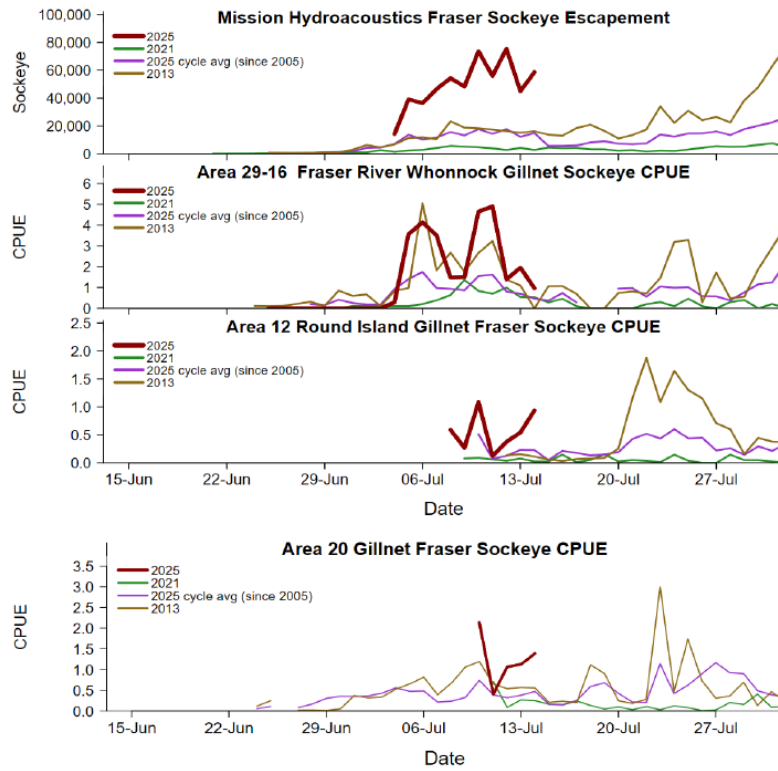 Mission Hydroacoustics Fraser Sockeye Escapement
100,000
80,000
60,000
40,000
20,000
0
Sockeye
2025
2021
2025 cycle avg (since 2005)
2013
Area 29-16 Fraser River Whonnock Gillnet Sockeye CPUE
6
5
4
3
2
1
0
CPUE
2025
2021
2025 cycle avg (since 2005)
2013
Area 12 Round Island Gillnet Fraser Sockeye CPUE
2.5
2.0
1.5
1.0
0.5
0.0
CPUE
2025
2021
2025 cycle avg (since 2005)
2013
15-Jun 22-Jun 29-Jun 06-Jul 13-Jul 20-Jul 27-Jul
Date
Area 20 Gillnet Fraser Sockeye CPUE
3.5
3.0
2.5
2.0
1.5
1.0
0.5
0.0
CPUE
2025
2021
2025 cycle avg (since 2005)
2013
15-Jun 22-Jun 29-Jun 06-Jul 13-Jul 20-Jul 27-Jul
Date